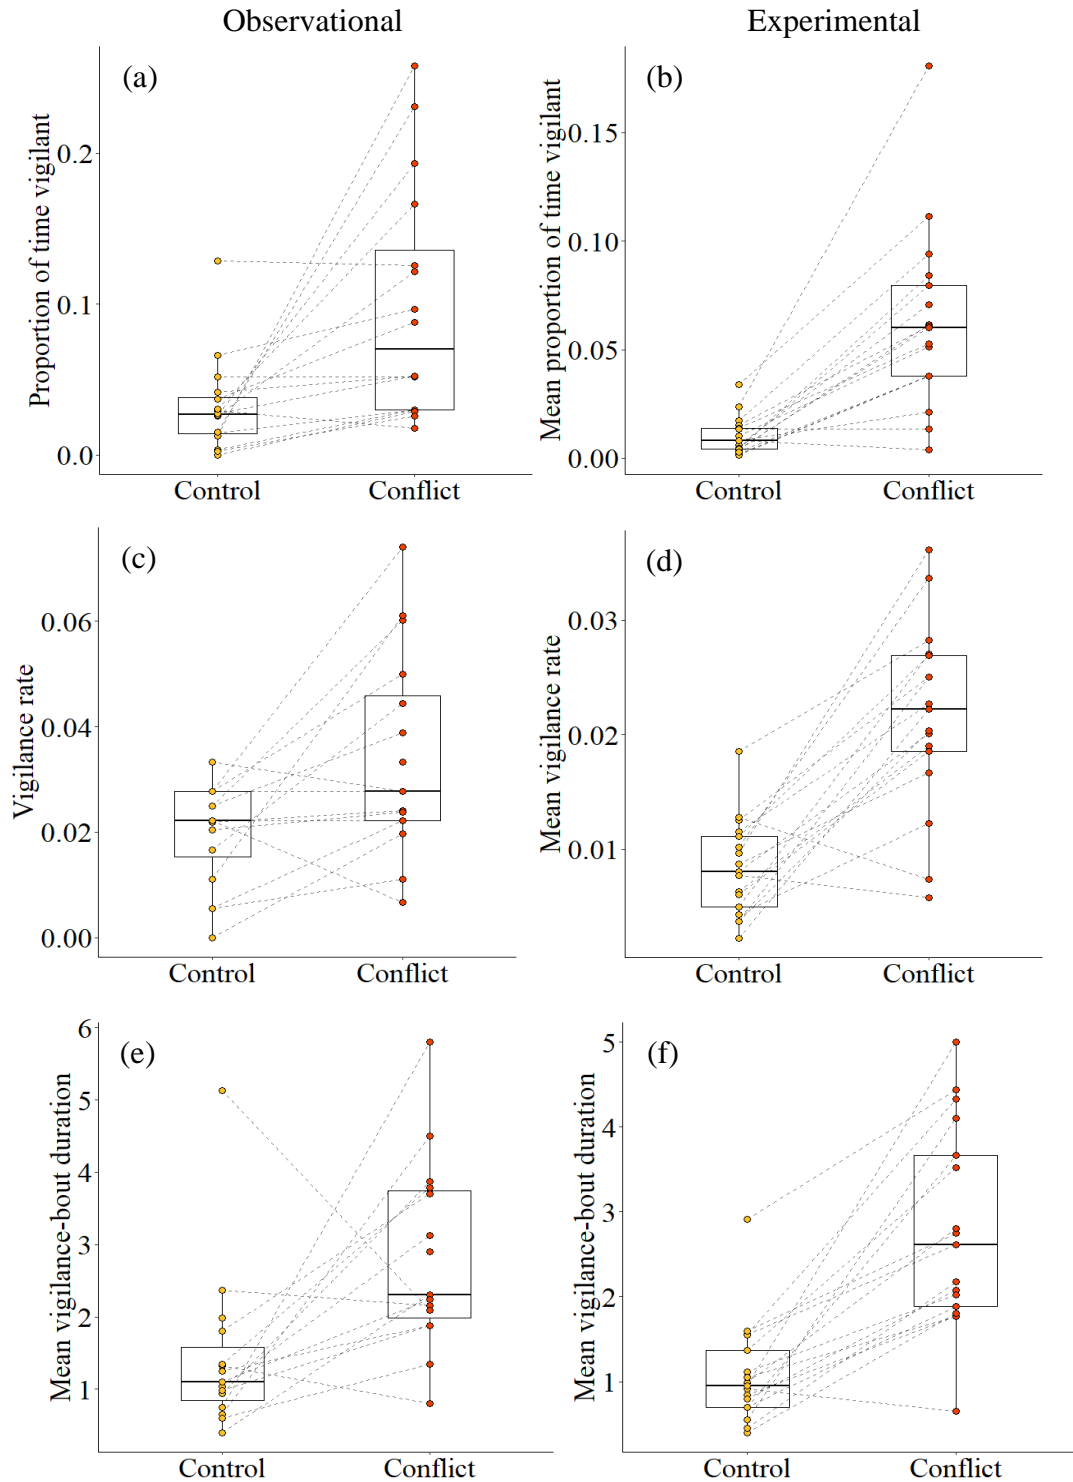 Observational
Experimental
(a)
Proportion of time vigilant
0.2
0.1
0.0
Control
Conflict
(b)
Mean proportion of time vigilant
0.15
0.10
0.05
0.00
Control
Conflict
(c)
Vigilance rate
0.06
0.04
0.02
0.00
Control
Conflict
(d)
Mean vigilance rate
0.03
0.02
0.01
Control
Conflict
(e)
Mean vigilance-bout duration
6
5
4
3
2
1
Control
Conflict
(f)
Mean vigilance-bout duration
5
4
3
2
1
Control
Conflict